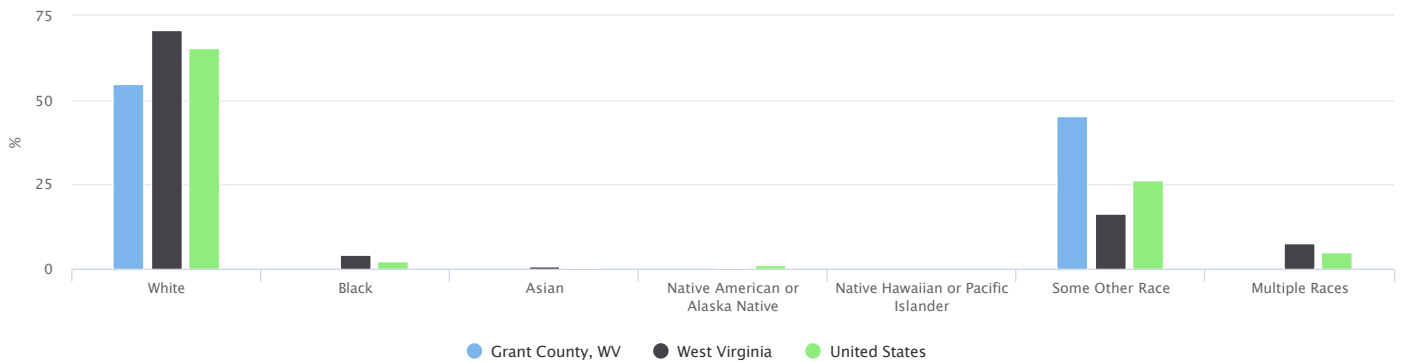 75
50
25
0
%
White
Black
Asian
Native American or
Alaska Native
Native Hawaiian or Pacific
Islander
Some Other Race
Multiple Races
Grant County, WV
West Virginia
United States